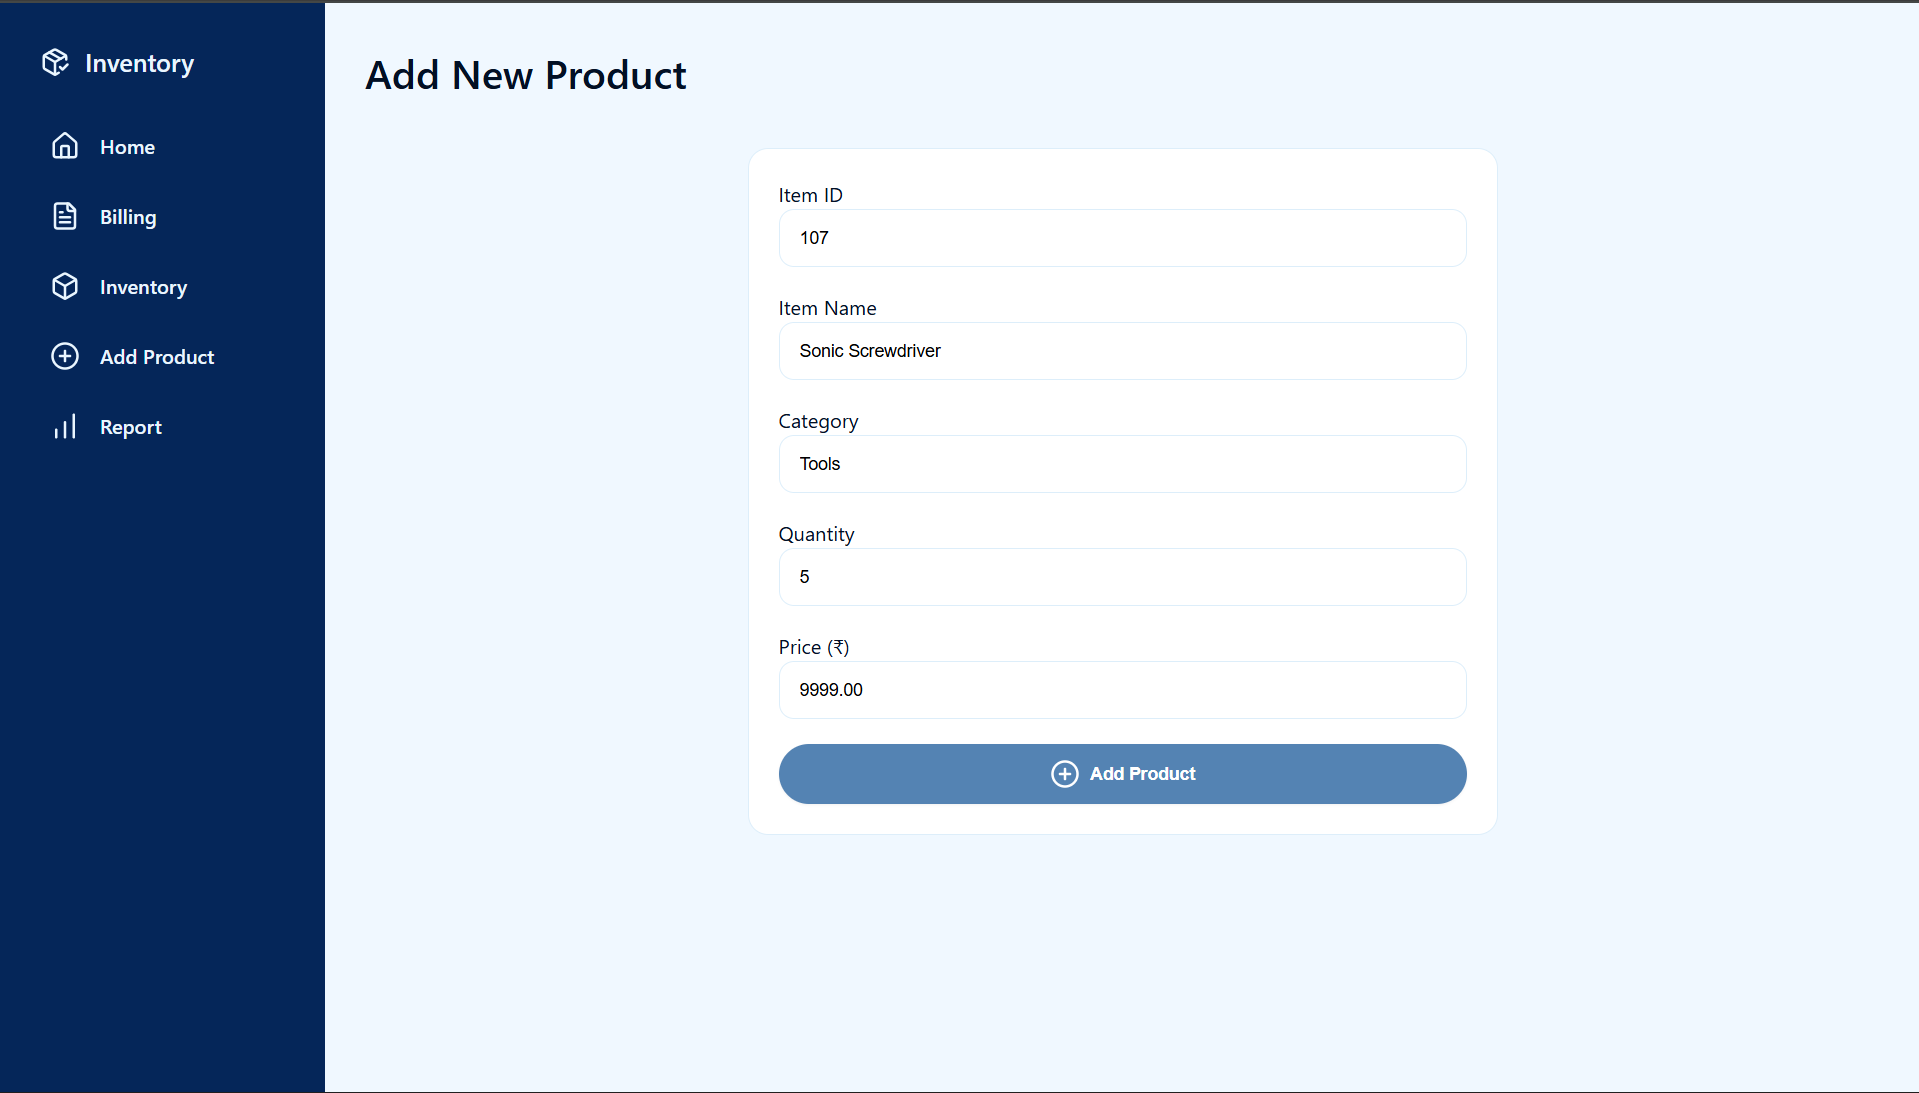 Inventory
Home
Billing
Inventory
Add Product
Report
Add New Product
Item ID
107
Item Name
Sonic Screwdriver
Category
Tools
Quantity
5
Price (₹)
9999.00
Add Product